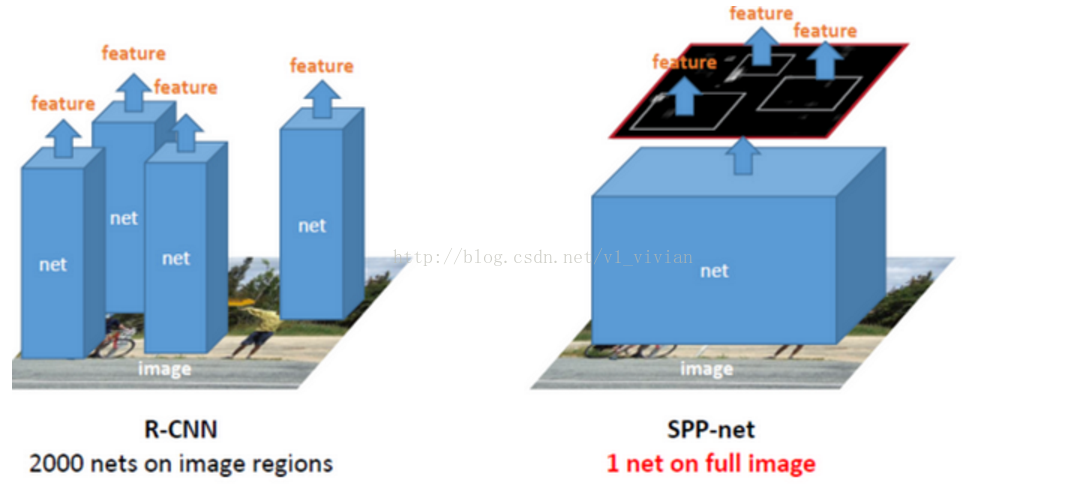 feature
feature
feature
feature
net
net
net
net
image
R-CNN
2000 nets on image regions
feature
feature
feature
net
image
SPP-net
1 net on full image
http://blog.csdn.net/v1_vivian